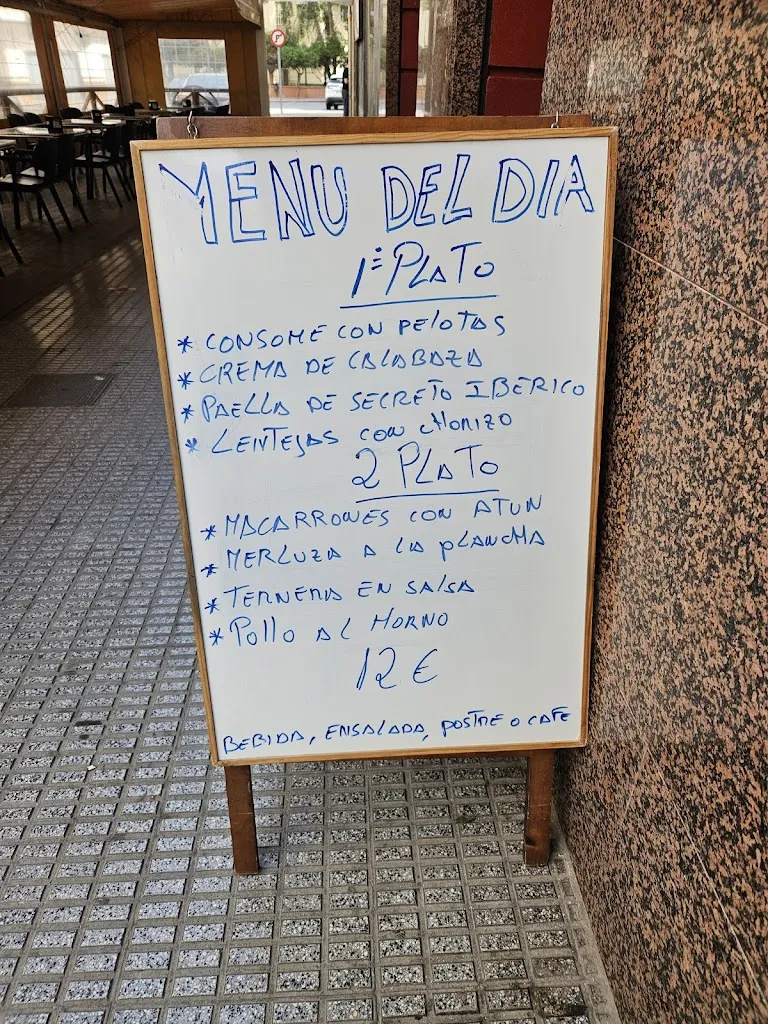 MENU DEL DIA
1º PLATO
* CONSOME CON PELOTAS
* CREMA DE CALABAZA
* PAELLA DE SECRETO IBERICO
* LENTEJAS CON CHORIZO
2 PLATO
* MACARRONES CON ATUN
* MERLUZA A LA PLANCHA
* TERNERA EN SALSA
* POLLO AL HORNO
12 €
BEBIDA, ENSALADA, POSTRE O CAFE